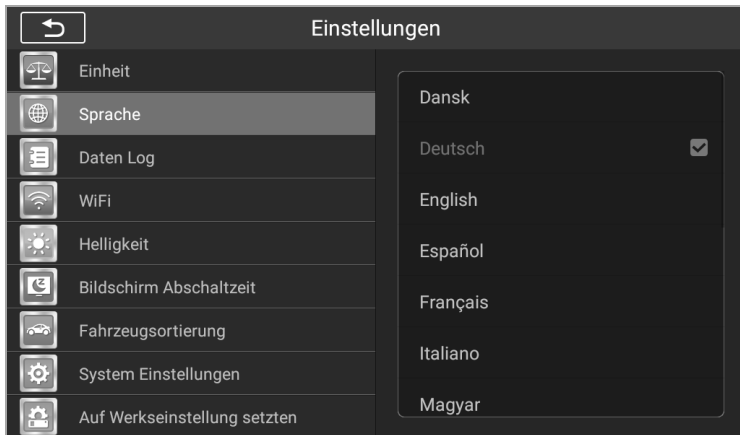 Einstellungen
Einheit
Sprache
Daten Log
WiFi
Helligkeit
Bildschirm Abschaltzeit
Fahrzeugsortierung
System Einstellungen
Auf Werkseinstellung setzten
Dansk
Deutsch
English
Español
Français
Italiano
Magyar